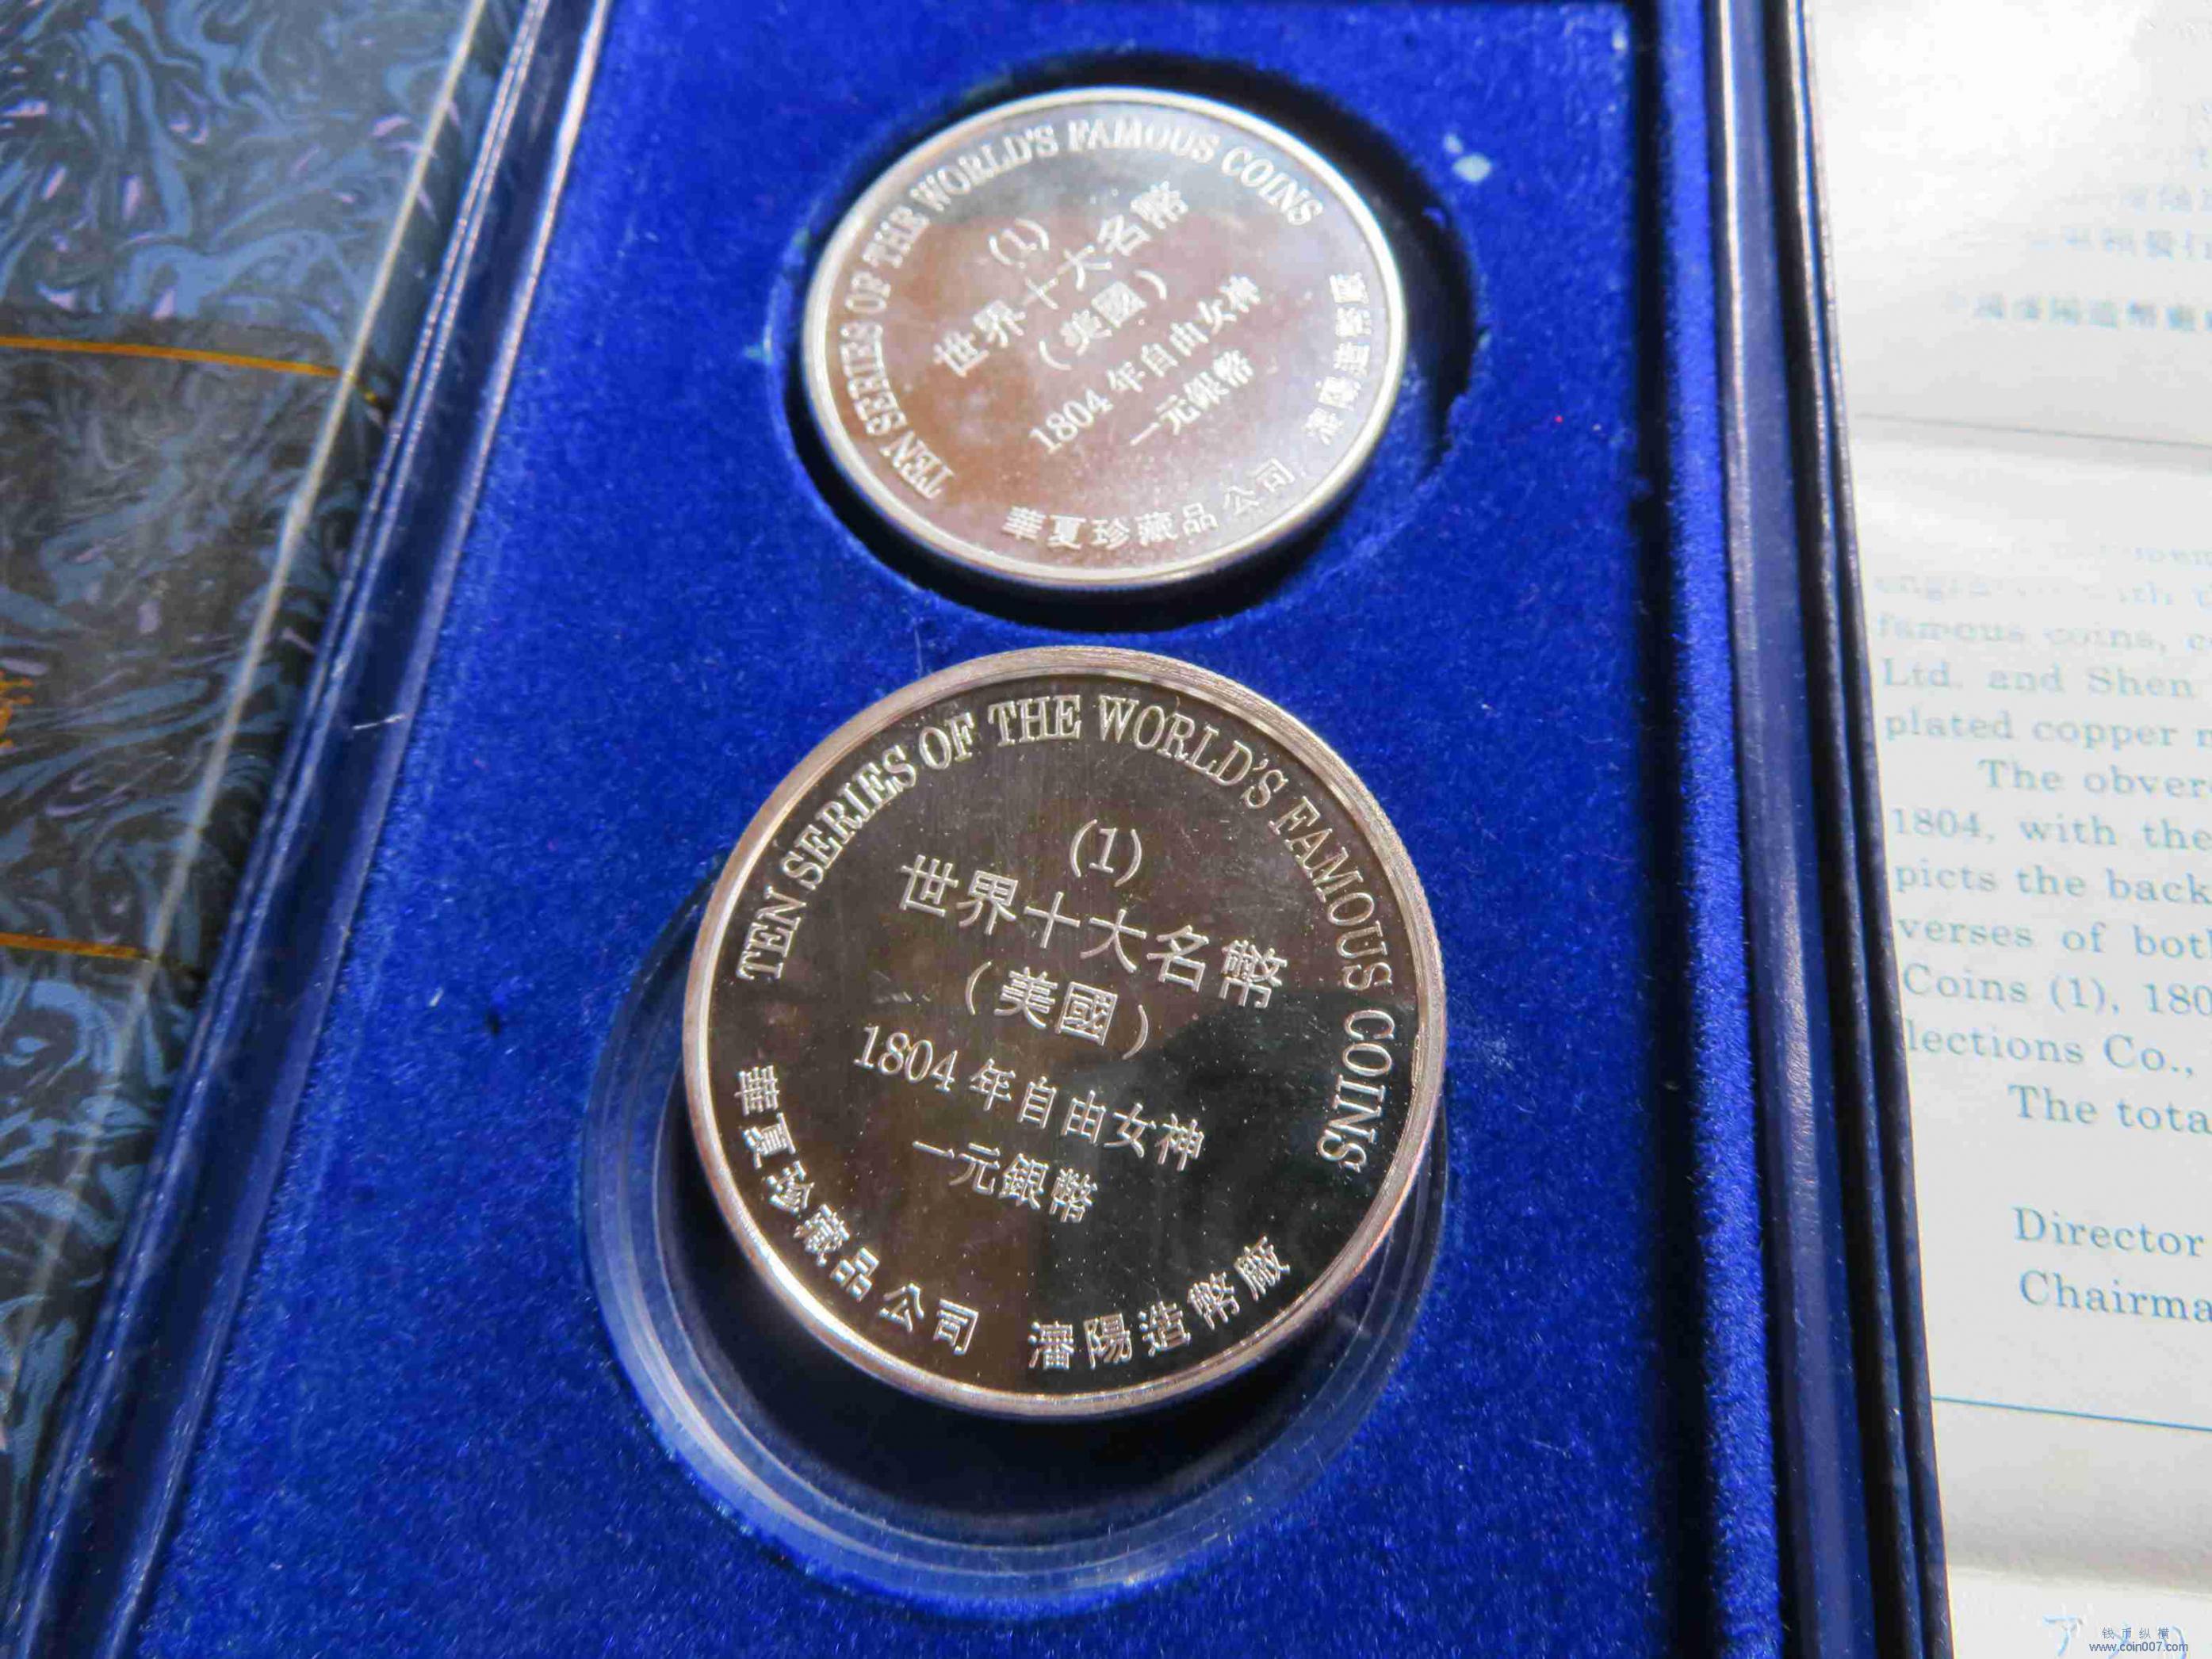 TEN SERIES OF THE WORLD'S FAMOUS COINS
(1)
世界十大名幣
(美國)
1804年自由女神
一元銀幣
華夏珍藏品公司 瀋陽造幣廠
TEN SERIES OF THE WORLD'S FAMOUS COINS
(1)
世界十大名幣
(美國)
1804年自由女神
一元銀幣
華夏珍藏品公司 瀋陽造幣廠
famous coins,
Ltd. and Shen
plated copper
The obver
1804, with the
picts the back
verses of bot
Coins (1), 180
lections Co.,
The tota
Director
Chairma
钱币纵横
www.coin007.com